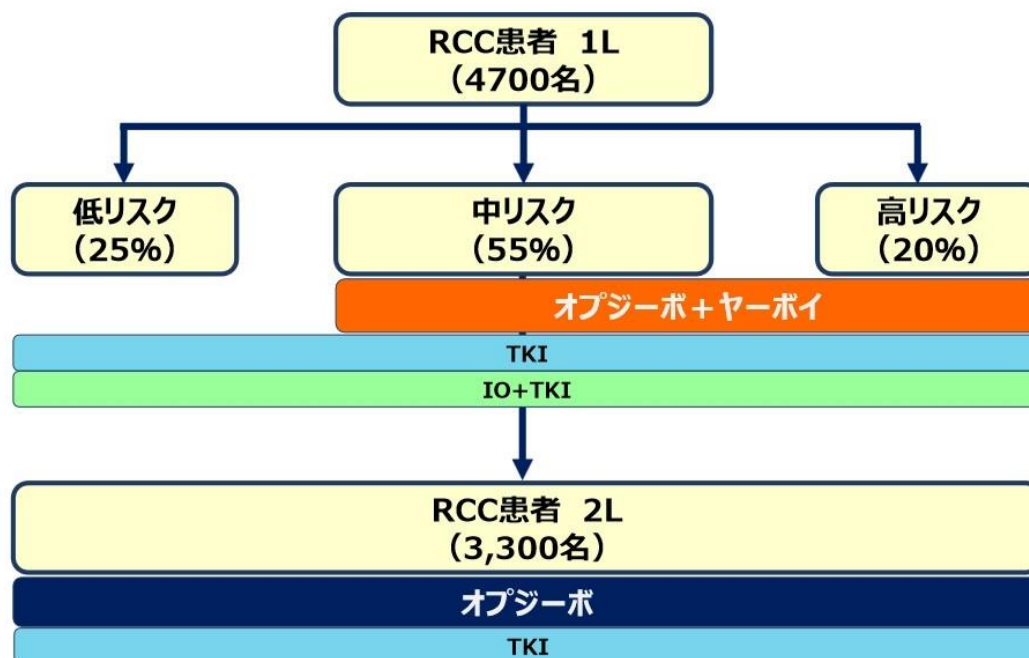 RCC患者 1L
（4700名）
低リスク
（25%）
中リスク
（55%）
高リスク
（20%）
オプジーボ＋ヤーボイ
TKI
IO+TKI
RCC患者 2L
（3,300名）
オプジーボ
TKI